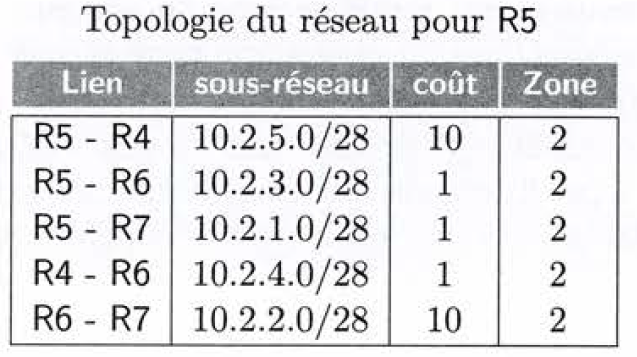 Topologie du réseau pour R5
Lien sous-réseau coût Zone
R5 - R4 10.2.5.0/28 10 2
R5 - R6 10.2.3.0/28 1 2
R5 - R7 10.2.1.0/28 1 2
R4 - R6 10.2.4.0/28 1 2
R6 - R7 10.2.2.0/28 10 2